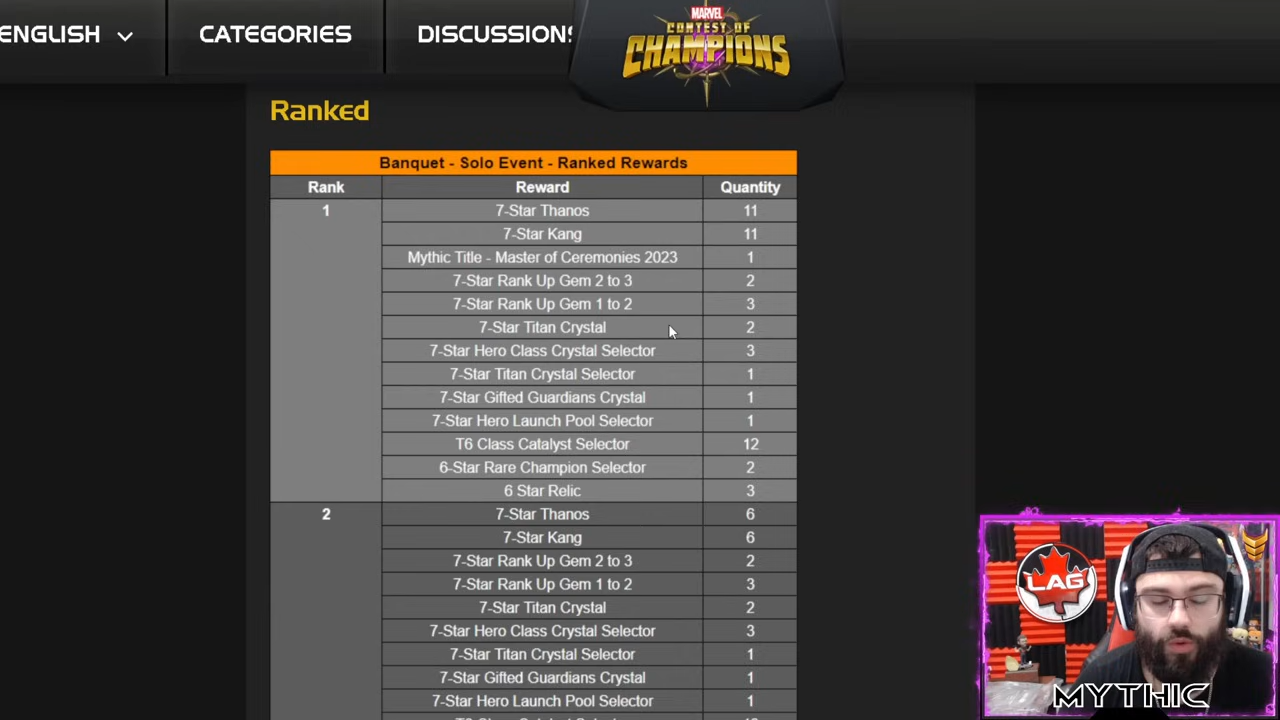 ENGLISH CATEGORIES DISCUSSIONS
MARVEL
CONTEST OF
CHAMPIONS
Ranked
Banquet - Solo Event - Ranked Rewards
Rank Reward Quantity
1 7-Star Thanos 11
7-Star Kang 11
Mythic Title - Master of Ceremonies 2023 1
7-Star Rank Up Gem 2 to 3 2
7-Star Rank Up Gem 1 to 2 3
7-Star Titan Crystal 2
7-Star Hero Class Crystal Selector 3
7-Star Titan Crystal Selector 1
7-Star Gifted Guardians Crystal 1
7-Star Hero Launch Pool Selector 1
T6 Class Catalyst Selector 12
6-Star Rare Champion Selector 2
6 Star Relic 3
2 7-Star Thanos 6
7-Star Kang 6
7-Star Rank Up Gem 2 to 3 2
7-Star Rank Up Gem 1 to 2 3
7-Star Titan Crystal 2
7-Star Hero Class Crystal Selector 3
7-Star Titan Crystal Selector 1
7-Star Gifted Guardians Crystal 1
7-Star Hero Launch Pool Selector 1
LAG
MYTHIC